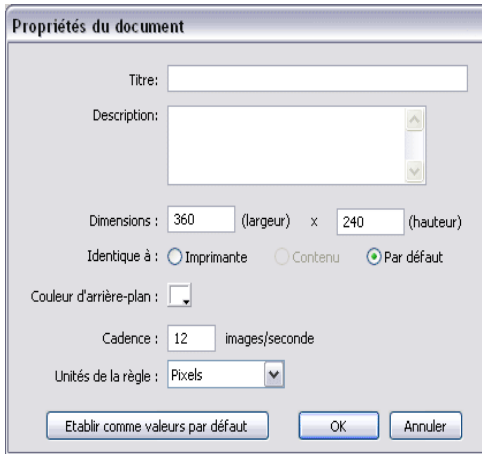 Propriétés du document
Titre:
Description:
Dimensions : 360 (largeur) x 240 (hauteur)
Identique à : Imprimante Contenu Par défaut
Couleur d'arrière-plan :
Cadence : 12 images/seconde
Unités de la règle : Pixels
Etablir comme valeurs par défaut OK Annuler